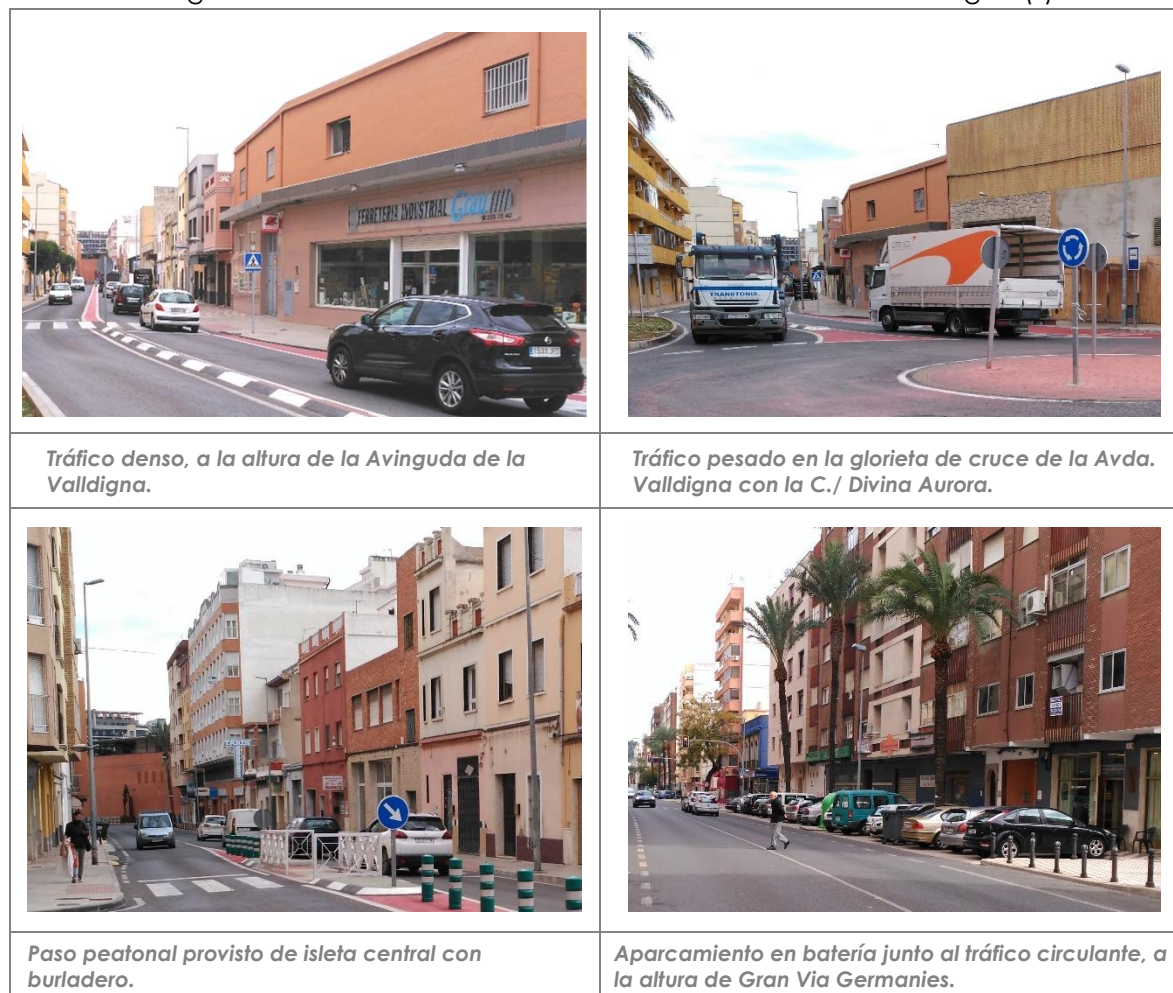 FERRETERIA INDUSTRIAL Grau
TRANSTONIA
Tráfico denso, a la altura de la Avinguda de la
Valldigna.
Tráfico pesado en la glorieta de cruce de la Avda.
Valldigna con la C./ Divina Aurora.
Paso peatonal provisto de isleta central con
burladero.
Aparcamiento en batería junto al tráfico circulante, a
la altura de Gran Via Germanies.